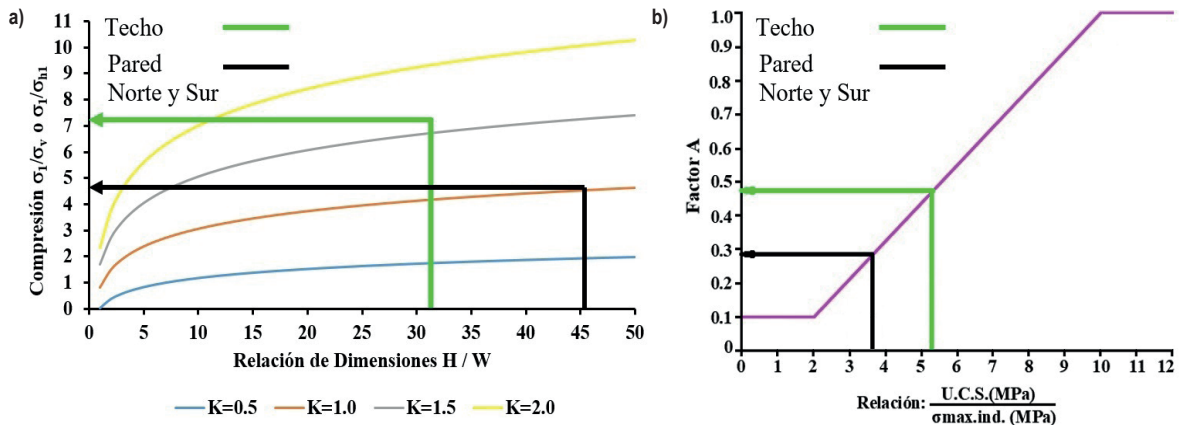 a)
Techo
Pared
Norte y Sur
Compresión σ1/σv, o σ1/σh1
11
10
9
8
7
6
5
4
3
2
1
0
0 5 10 15 20 25 30 35 40 45 50
Relación de Dimensiones H / W
K=0.5 K=1.0 K=1.5 K=2.0
b)
Techo
Pared
Norte y Sur
Factor A
1.0
0.9
0.8
0.7
0.6
0.5
0.4
0.3
0.2
0.1
0
0 1 2 3 4 5 6 7 8 9 10 11 12
Relación: U.C.S.(MPa)
σmax.ind. (MPa)